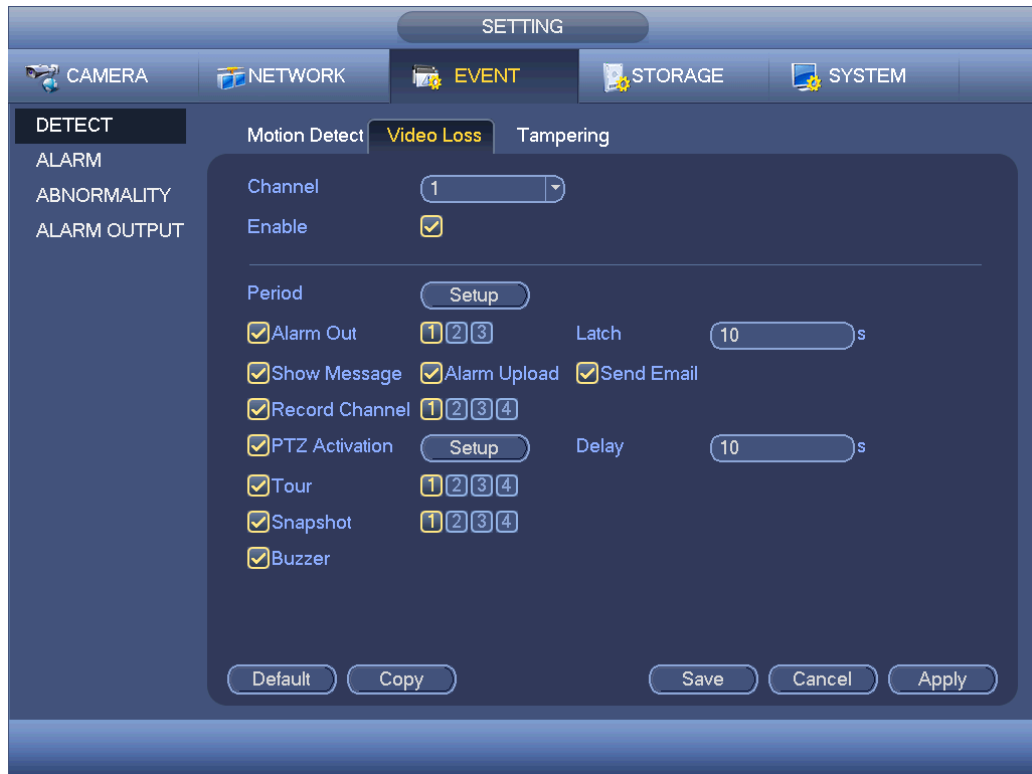 SETTING
CAMERA NETWORK EVENT STORAGE SYSTEM
DETECT
ALARM
ABNORMALITY
ALARM OUTPUT
Motion Detect Video Loss Tampering
Channel 1
Enable
Period Setup
Alarm Out 1 2 3 Latch 10 s
Show Message Alarm Upload Send Email
Record Channel 1 2 3 4
PTZ Activation Setup Delay 10 s
Tour 1 2 3 4
Snapshot 1 2 3 4
Buzzer
Default Copy Save Cancel Apply